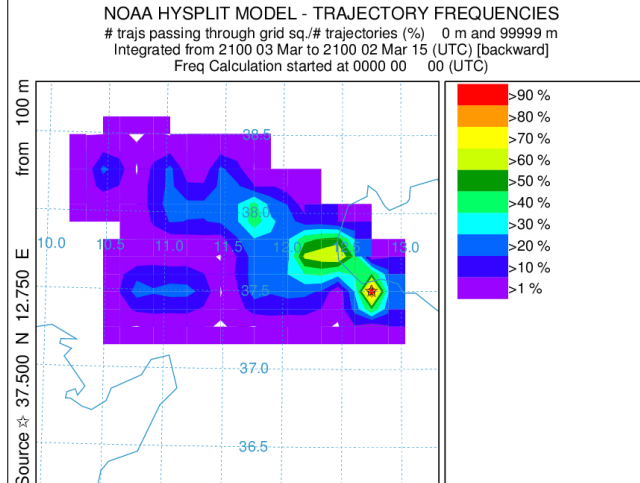 NOAA HYSPLIT MODEL - TRAJECTORY FREQUENCIES
# trajs passing through grid sq./# trajectories (%)    0 m and 99999 m
Integrated from 2100 03 Mar to 2100 02 Mar 15 (UTC) [backward]
Freq Calculation started at 0000 00    00 (UTC)
Source ☆ 37.500 N 12.750 E    from 100 m
38.5
38.0
10.0 10.5 11.0 11.5 12.0 12.5 13.0
37.5
37.0
36.5
>90 %
>80 %
>70 %
>60 %
>50 %
>40 %
>30 %
>20 %
>10 %
>1 %